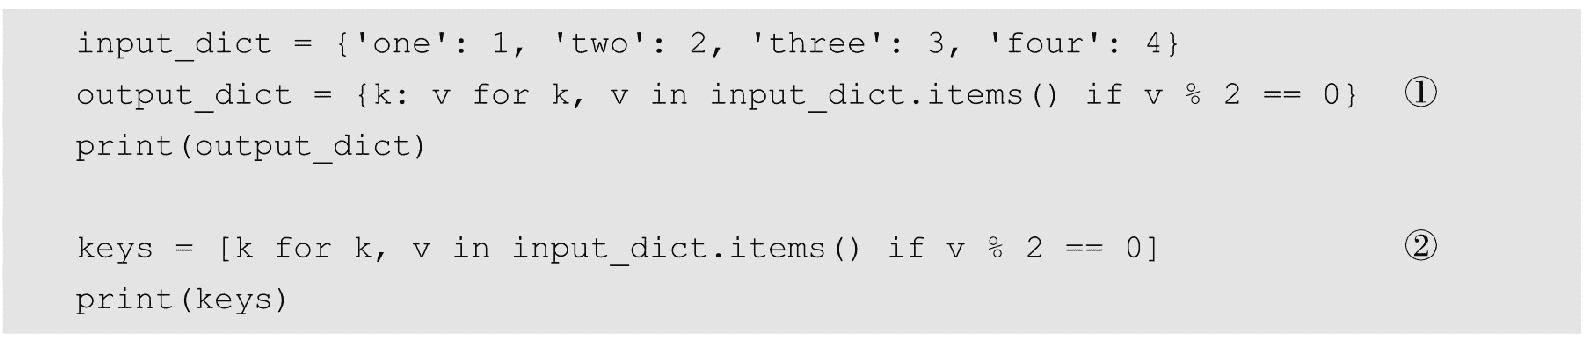 input_dict = {'one': 1, 'two': 2, 'three': 3, 'four': 4}
output_dict = {k: v for k, v in input_dict.items() if v % 2 == 0} ①
print(output_dict)
keys = [k for k, v in input_dict.items() if v % 2 == 0] ②
print(keys)